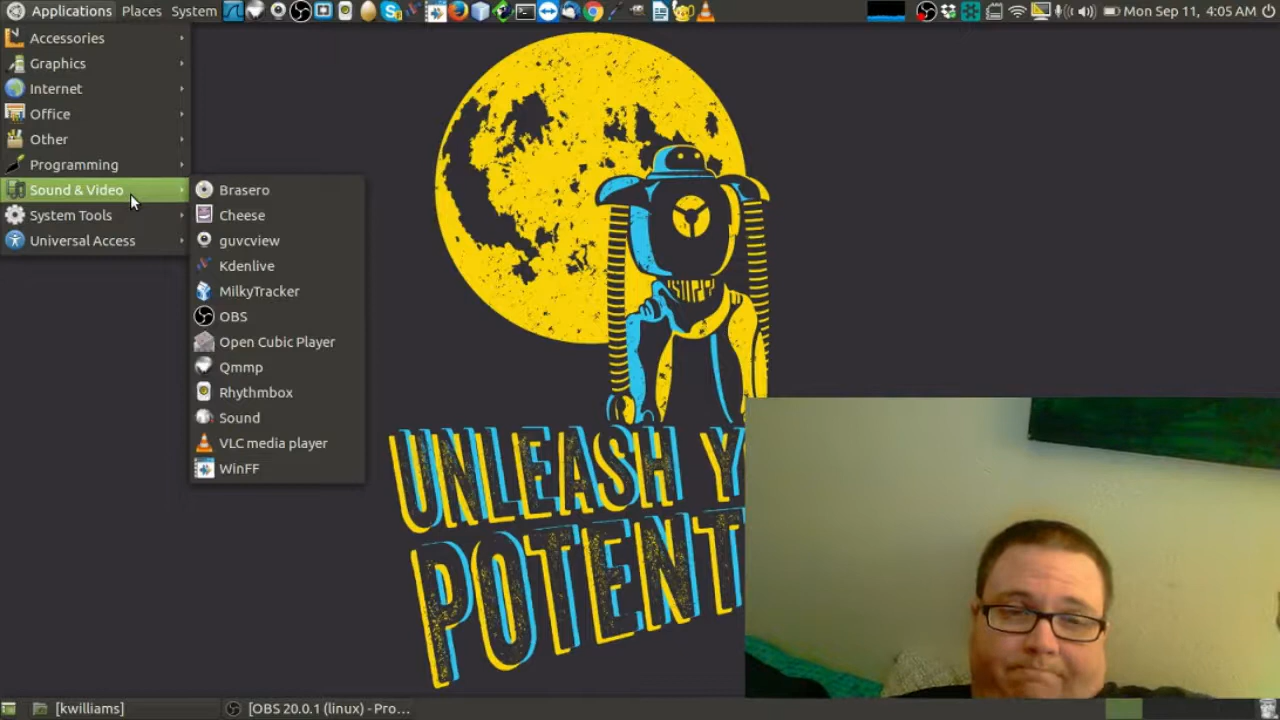 Applications Places System Mon Sep 11, 4:05 AM
Accessories
Graphics
Internet
Office
Other
Programming
Sound & Video
System Tools
Universal Access
Brasero
Cheese
guvcview
Kdenlive
MilkyTracker
OBS
Open Cubic Player
Qmmp
Rhythmbox
Sound
VLC media player
WinFF
UNLEASH Y
POTENT
[kwilliams] [OBS 20.0.1 (linux) - Pro...